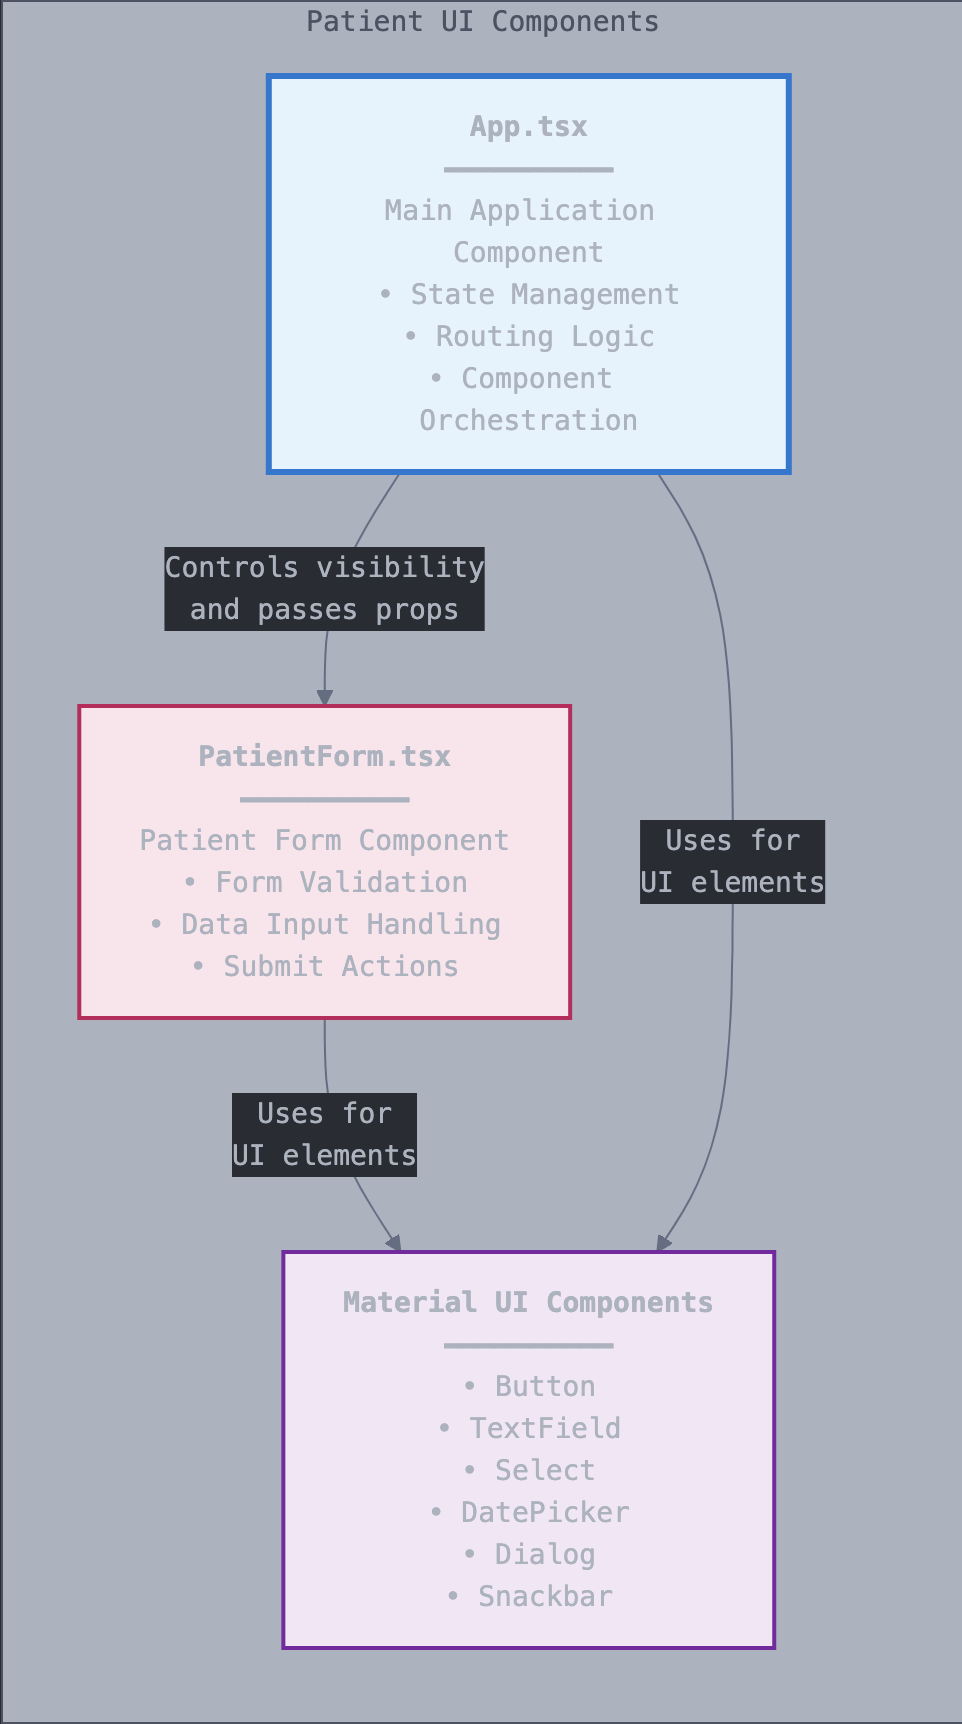 Patient UI Components
App.tsx
Main Application
Component
• State Management
• Routing Logic
• Component
Orchestration
Controls visibility
and passes props
PatientForm.tsx
Patient Form Component
• Form Validation
• Data Input Handling
• Submit Actions
Uses for
UI elements
Uses for
UI elements
Material UI Components
• Button
• TextField
• Select
• DatePicker
• Dialog
• Snackbar